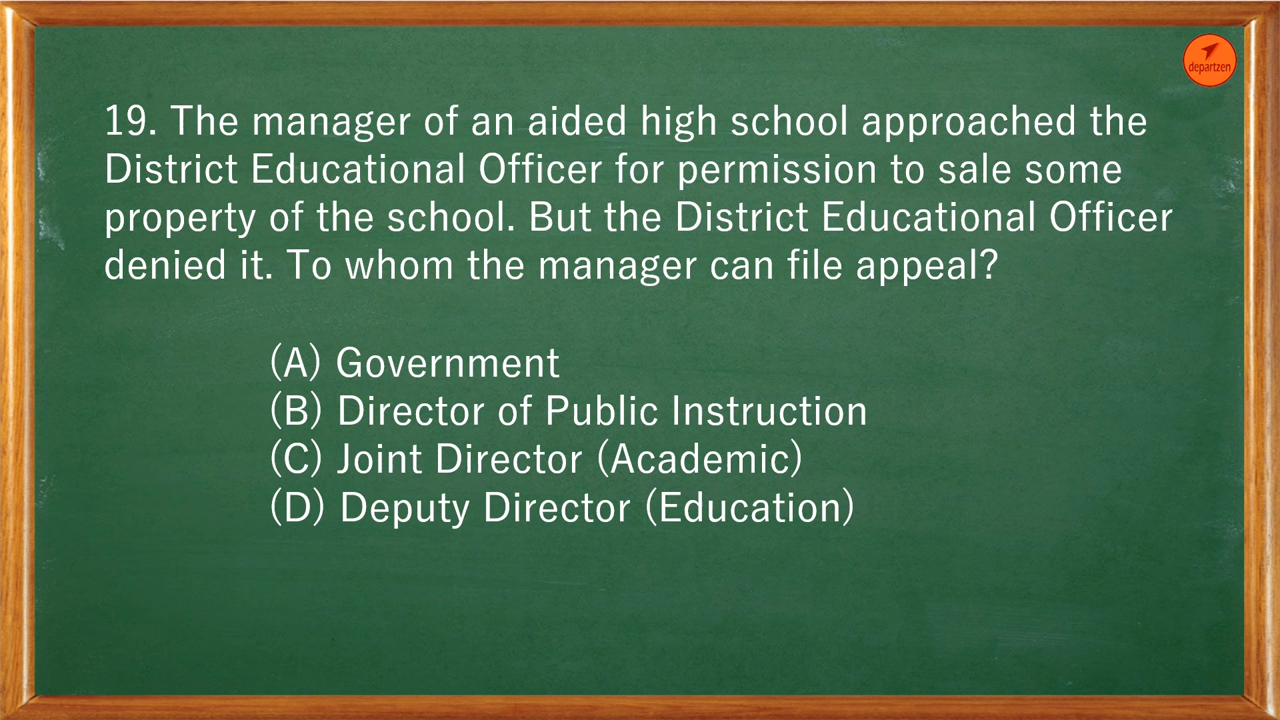 departzen
19. The manager of an aided high school approached the
District Educational Officer for permission to sale some
property of the school. But the District Educational Officer
denied it. To whom the manager can file appeal?
(A) Government
(B) Director of Public Instruction
(C) Joint Director (Academic)
(D) Deputy Director (Education)